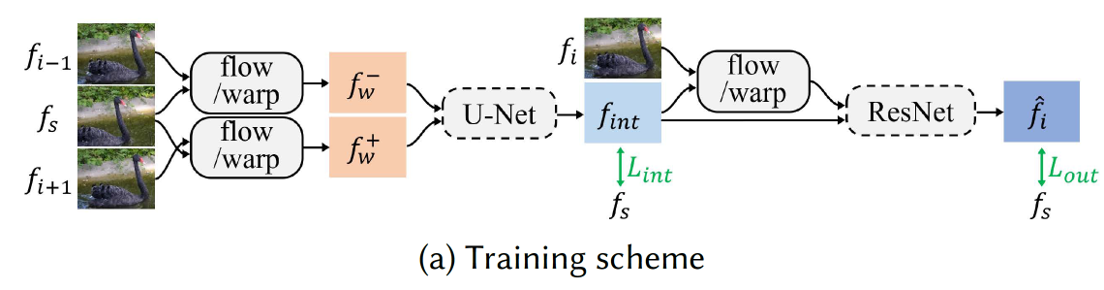 f_{i-1}
f_s
f_{i+1}
flow
/warp
flow
/warp
f_w^-
f_w^+
U-Net
f_i
f_{int}
L_{int}
f_s
flow
/warp
ResNet
\hat{f}_i
L_{out}
f_s
(a) Training scheme